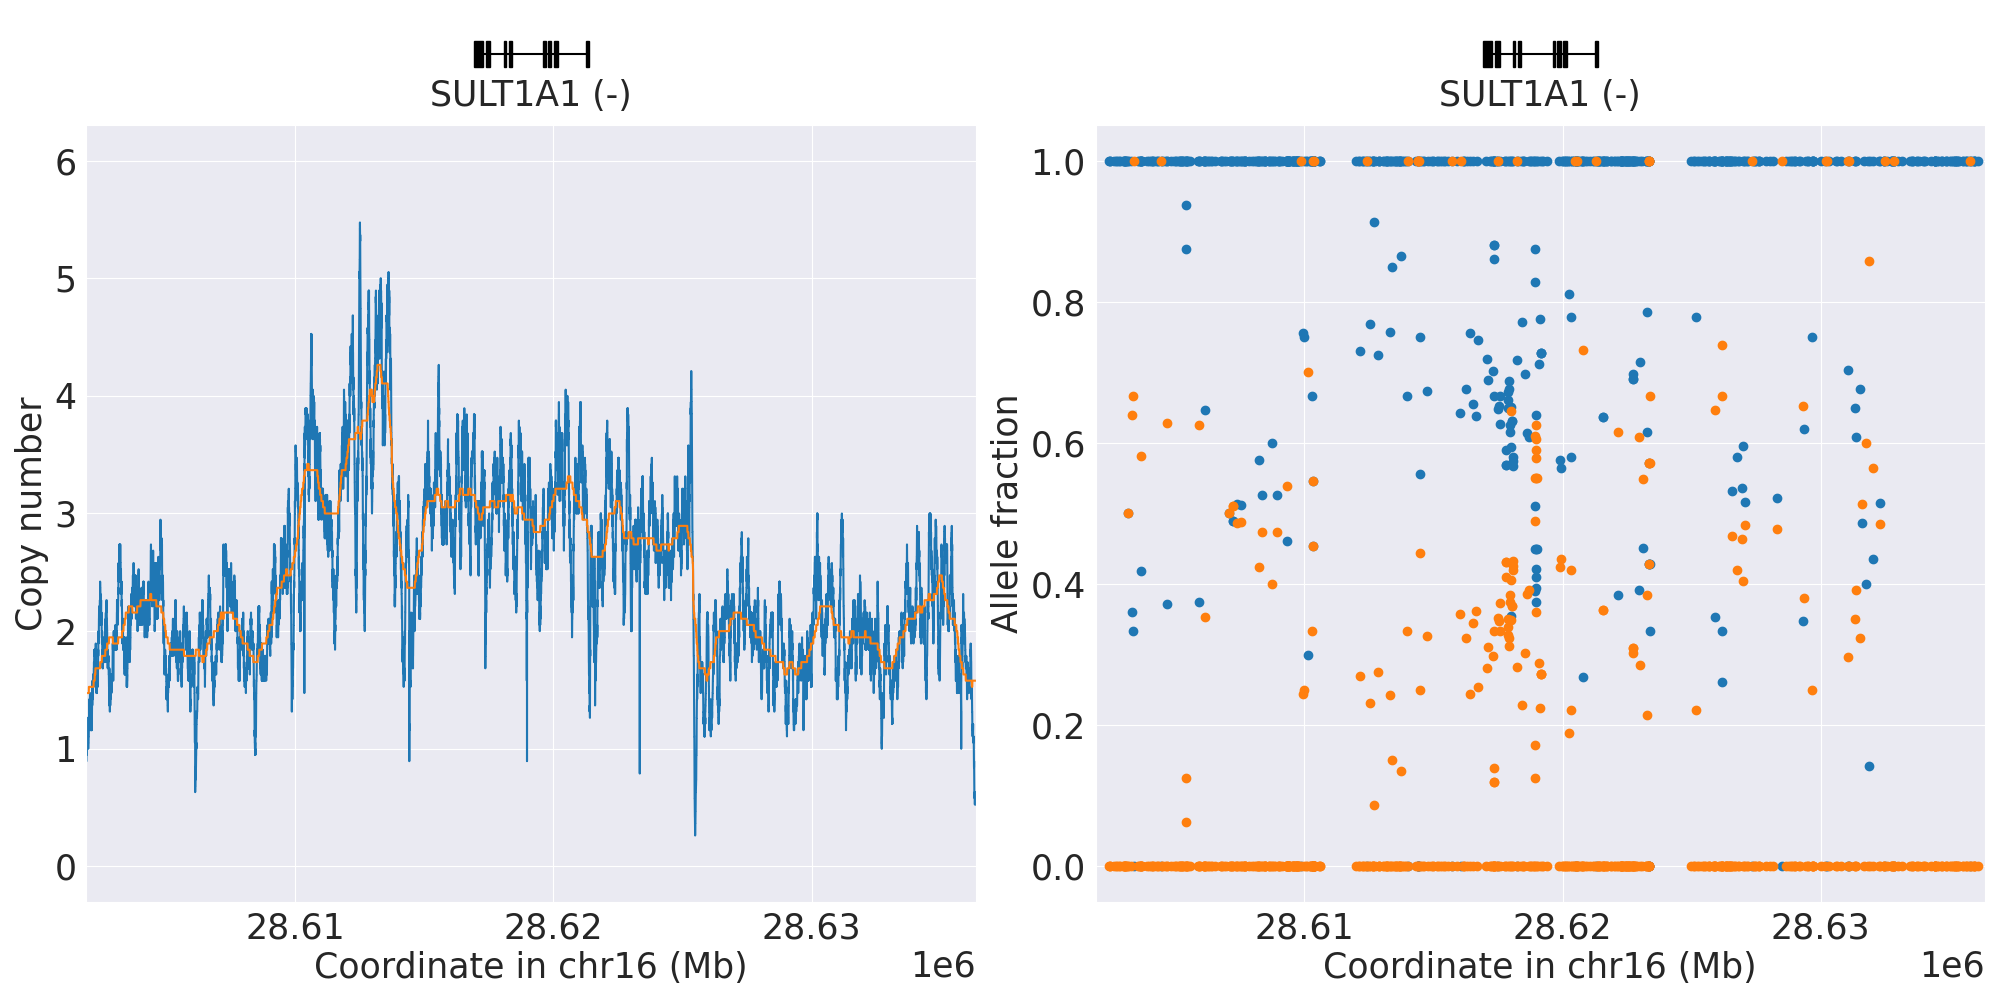 SULT1A1 (-)
6
5
4
3
2
1
0
Copy number
28.61
28.62
28.63
Coordinate in chr16 (Mb)
1e6
SULT1A1 (-)
1.0
0.8
0.6
0.4
0.2
0.0
Allele fraction
28.61
28.62
28.63
Coordinate in chr16 (Mb)
1e6